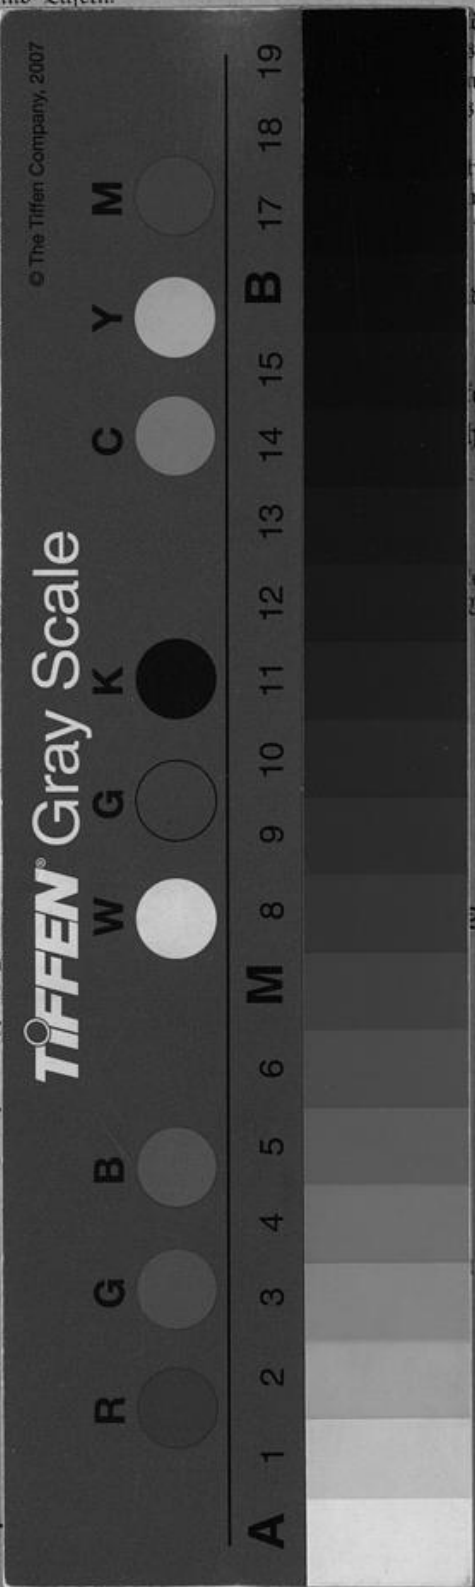 TIFFEN® Gray Scale
© The Tiffen Company, 2007
R G B W G K C Y M
A 1 2 3 4 5 6 M 8 9 10 11 12 13 14 15 B 17 18 19